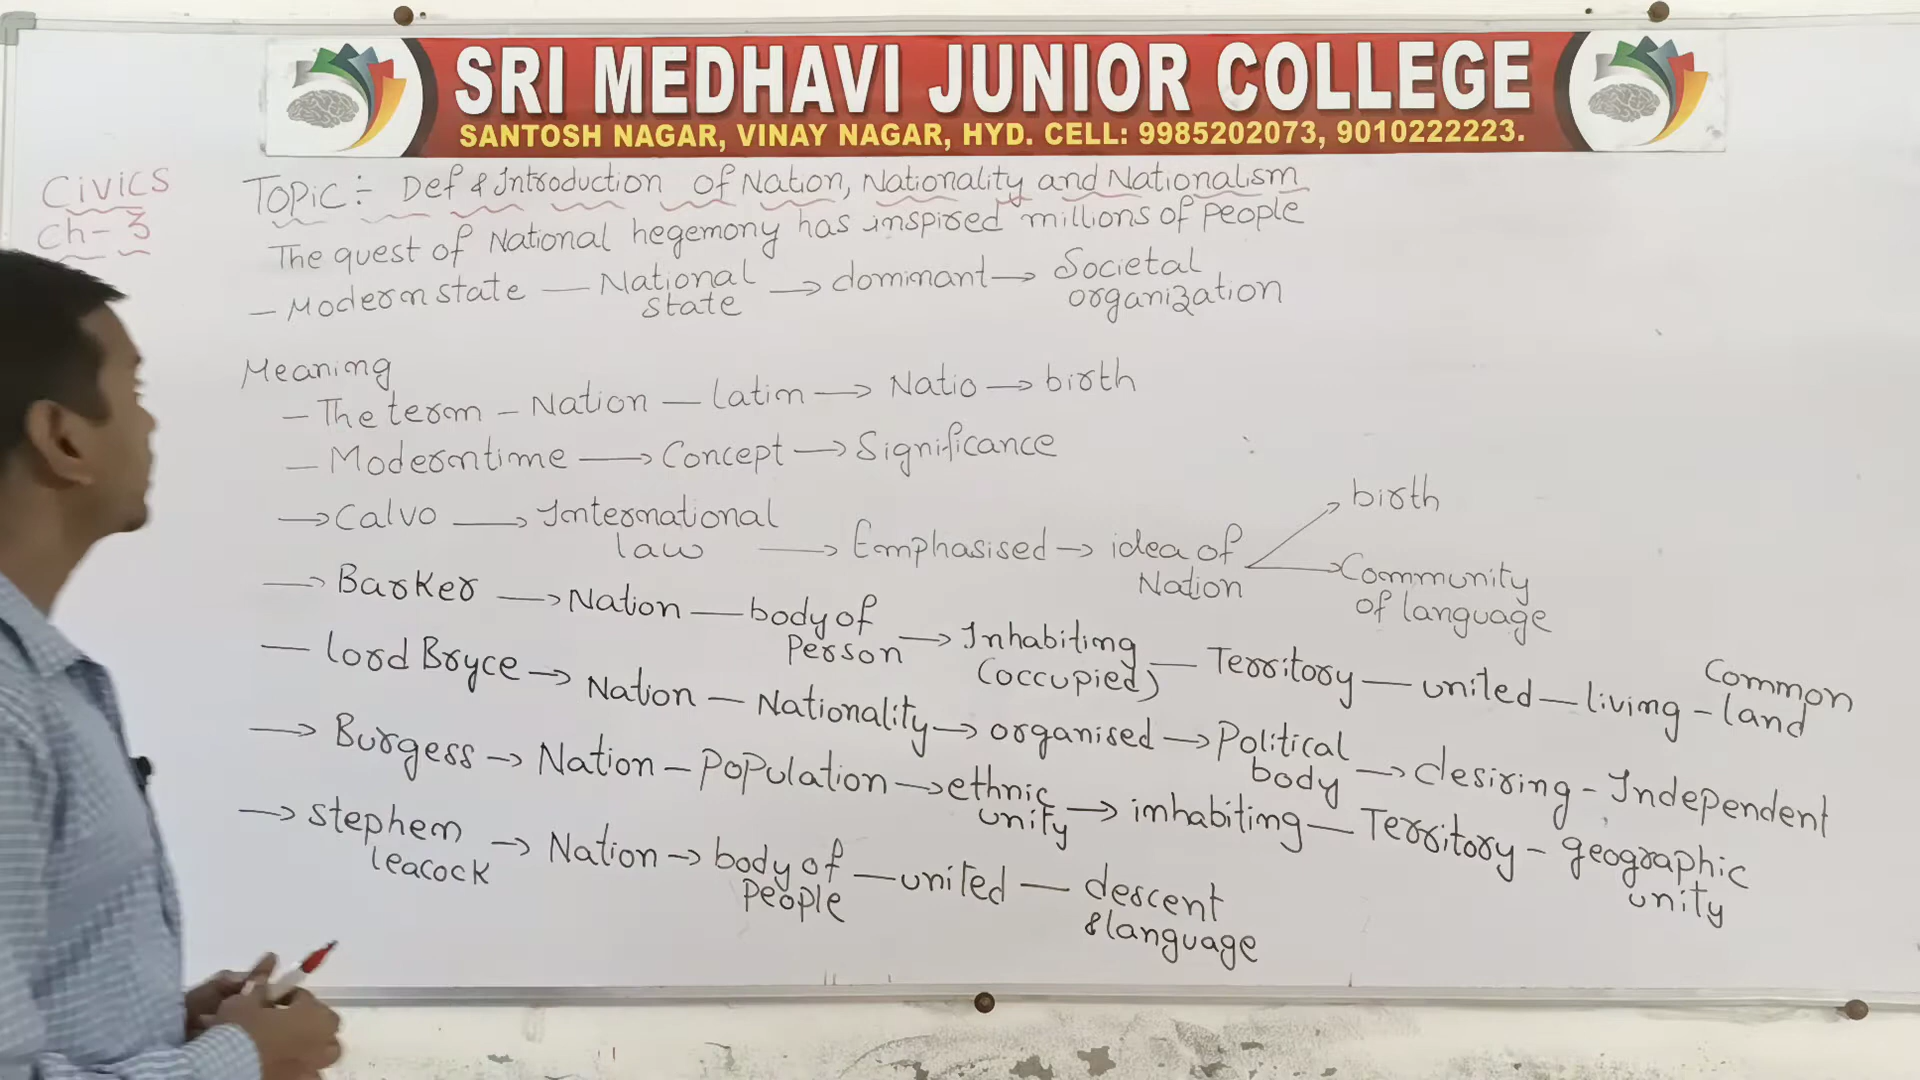 SRI MEDHAVI JUNIOR COLLEGE
SANTOSH NAGAR, VINAY NAGAR, HYD. CELL: 9985202073, 9010222223.
Civics
Ch-3
Topic:- Def & Introduction of Nation, Nationality and Nationalism
The quest of National hegemony has inspired millions of people
- Modern state — National state → dominant → Societal organization
Meaning
- The term - Nation — latin → Natio → birth
- Modern time → Concept → Significance
→ Calvo → International law → Emphasised → idea of Nation → birth
→ Community of language
→ Barker → Nation — body of Person → Inhabiting (occupied) — Territory — united — living - Common land
— lord Bryce → Nation — Nationality → organised → Political body → desiring - Independent
→ Burgess → Nation - Population → ethnic unity → inhabiting — Territory - geographic unity
→ Stephen leacock → Nation → body of People — united — descent & language